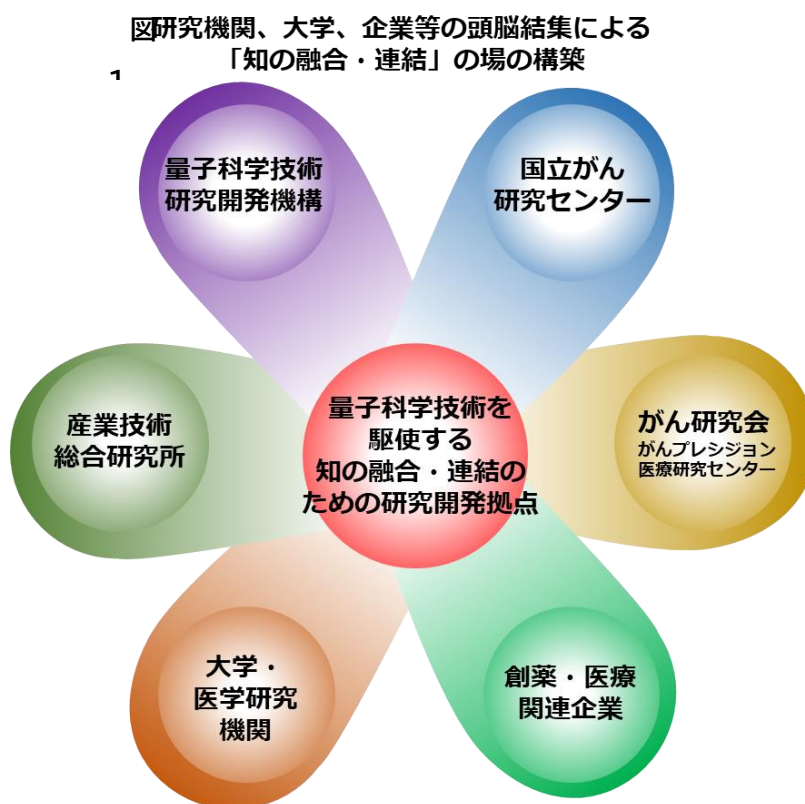 図研究機関、大学、企業等の頭脳結集による
1
「知の融合・連結」の場の構築
量子科学技術
研究開発機構
国立がん
研究センター
産業技術
総合研究所
量子科学技術を
駆使する
知の融合・連結の
ための研究開発拠点
がん研究会
がんプレシジョン
医療研究センター
大学・
医学研究
機関
創薬・医療
関連企業